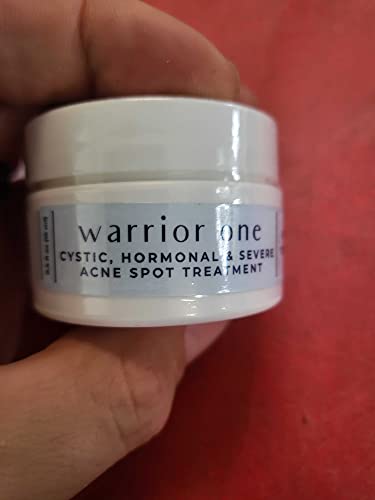 warrior one
CYSTIC, HORMONAL & SEVERE
ACNE SPOT TREATMENT